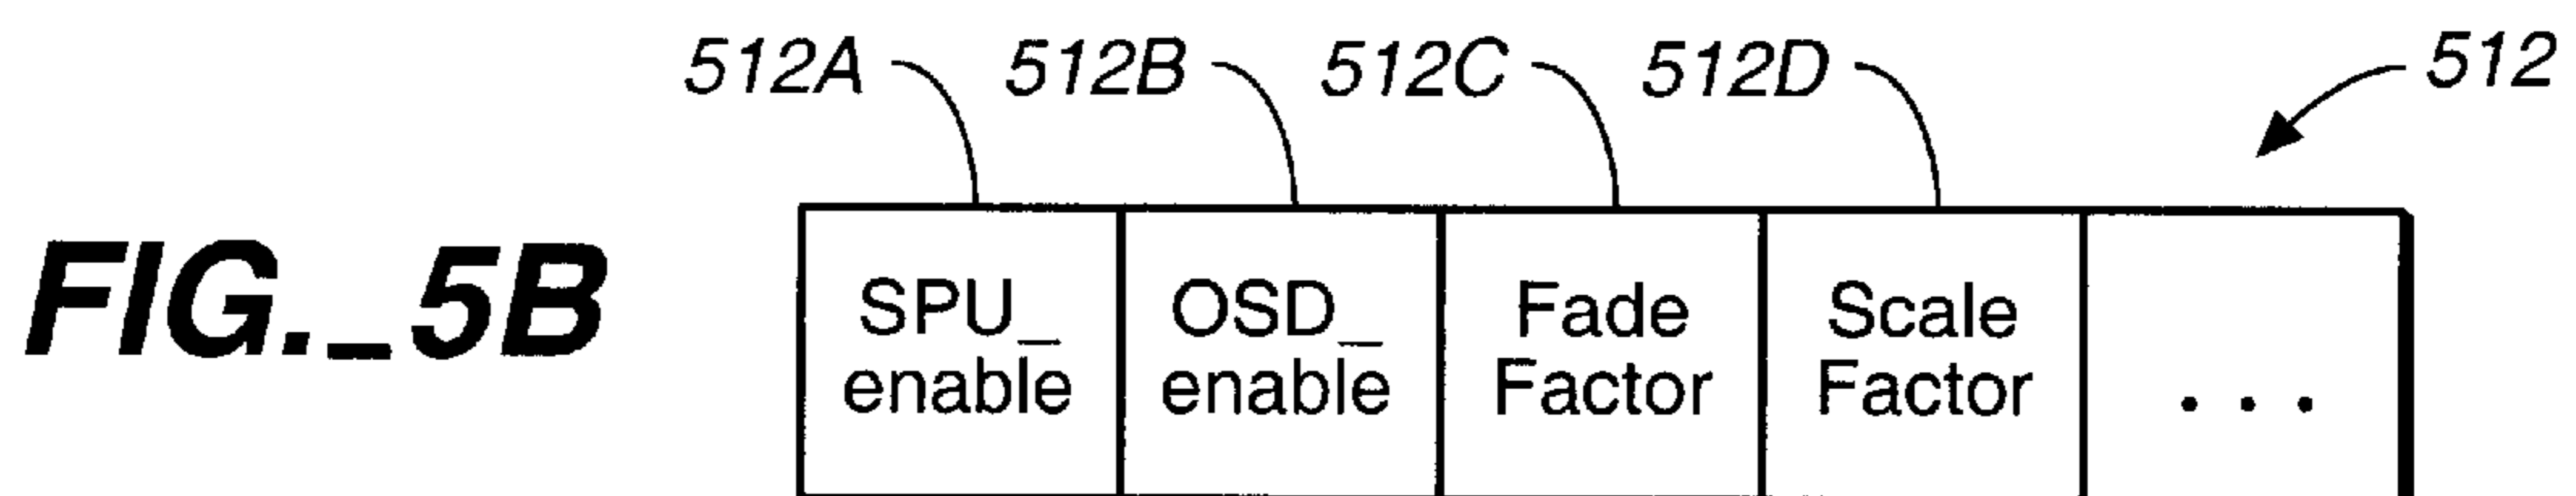 512A 512B 512C 512D 512
FIG._5B
SPU_ OSD_ Fade Scale
enable enable Factor Factor . . .